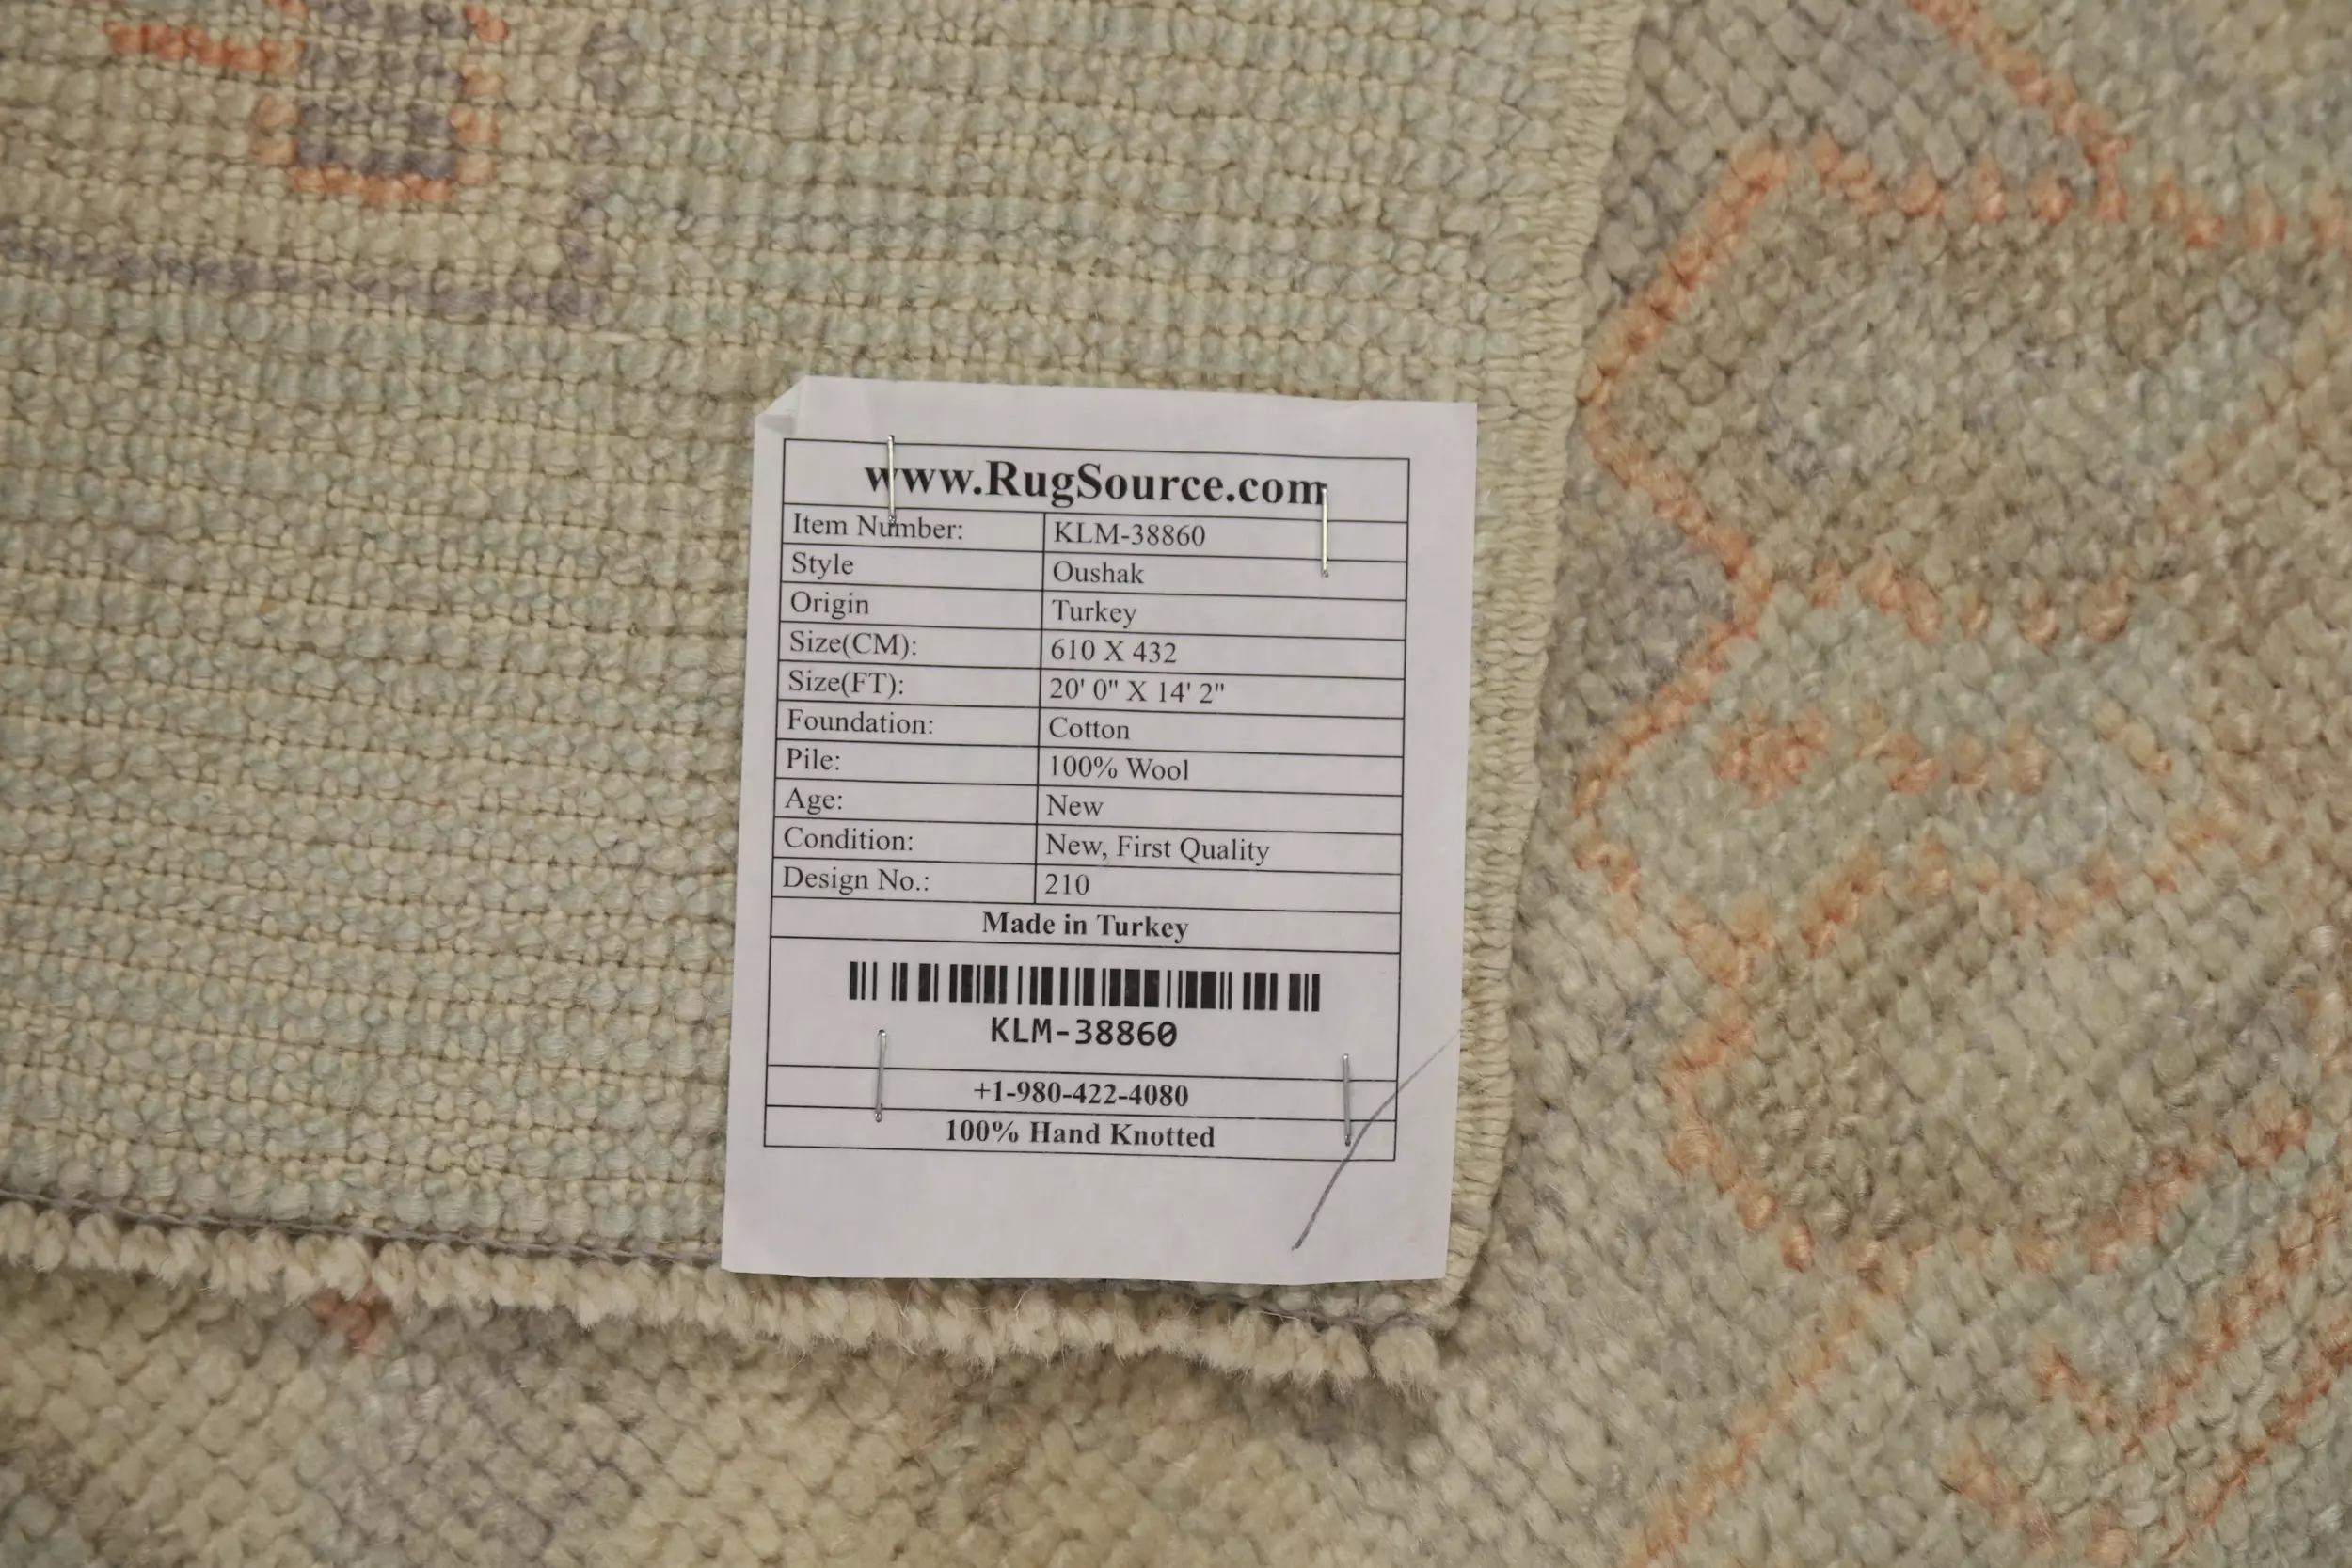 www.RugSource.com
Item Number: KLM-38860
Style Oushak
Origin Turkey
Size(CM): 610 X 432
Size(FT): 20' 0" X 14' 2"
Foundation: Cotton
Pile: 100% Wool
Age: New
Condition: New, First Quality
Design No.: 210
Made in Turkey
KLM-38860
+1-980-422-4080
100% Hand Knotted